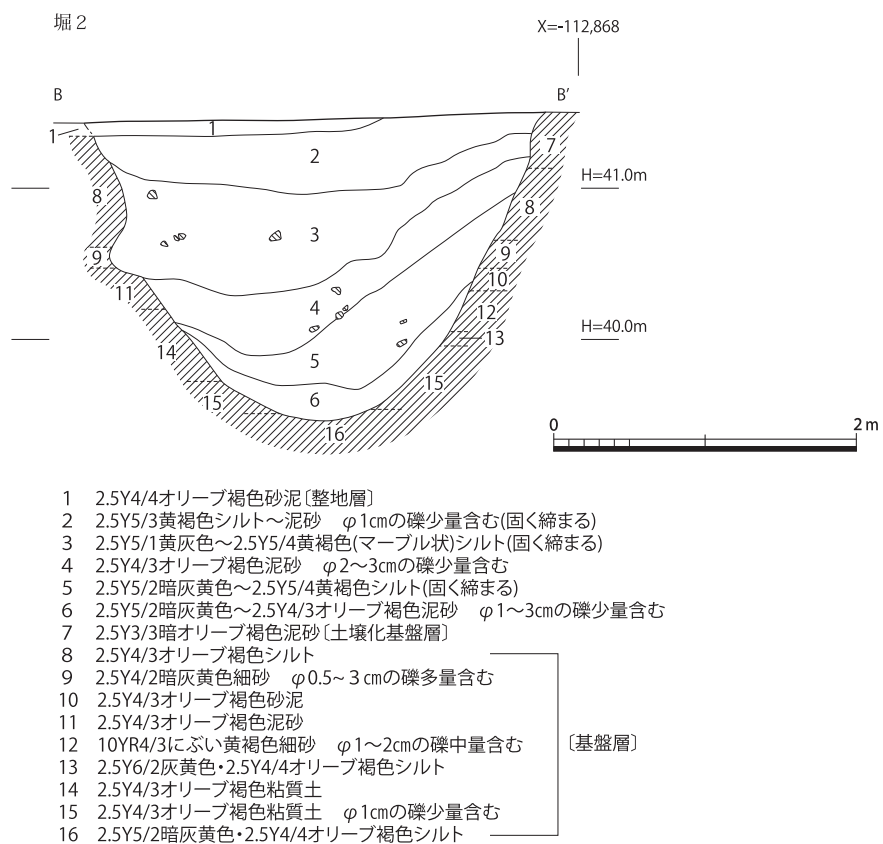 堀２
X=-112,868
B
B’
1
1
2
7
H=41.0m
8
8
3
9
9
10
11
4
12
H=40.0m
13
14
5
15
15
6
16
0
2 m
1 2.5Y4/4オリーブ褐色砂泥〔整地層〕
2 2.5Y5/3黄褐色シルト～泥砂 φ1㎝の礫少量含む(固く締まる)
3 2.5Y5/1黄灰色～2.5Y5/4黄褐色(マーブル状)シルト(固く締まる)
4 2.5Y4/3オリーブ褐色泥砂 φ2～3㎝の礫少量含む
5 2.5Y5/2暗灰黄色～2.5Y5/4黄褐色シルト(固く締まる)
6 2.5Y5/2暗灰黄色～2.5Y4/3オリーブ褐色泥砂 φ1～3㎝の礫少量含む
7 2.5Y3/3暗オリーブ褐色泥砂〔土壌化基盤層〕
8 2.5Y4/3オリーブ褐色シルト
9 2.5Y4/2暗灰黄色細砂 φ0.5~３㎝の礫多量含む
10 2.5Y4/3オリーブ褐色砂泥
11 2.5Y4/3オリーブ褐色泥砂
12 10YR4/3にぶい黄褐色細砂 φ1～2㎝の礫中量含む
〔基盤層〕
13 2.5Y6/2灰黄色・2.5Y4/4オリーブ褐色シルト
14 2.5Y4/3オリーブ褐色粘質土
15 2.5Y4/3オリーブ褐色粘質土 φ1㎝の礫少量含む
16 2.5Y5/2暗灰黄色・2.5Y4/4オリーブ褐色シルト